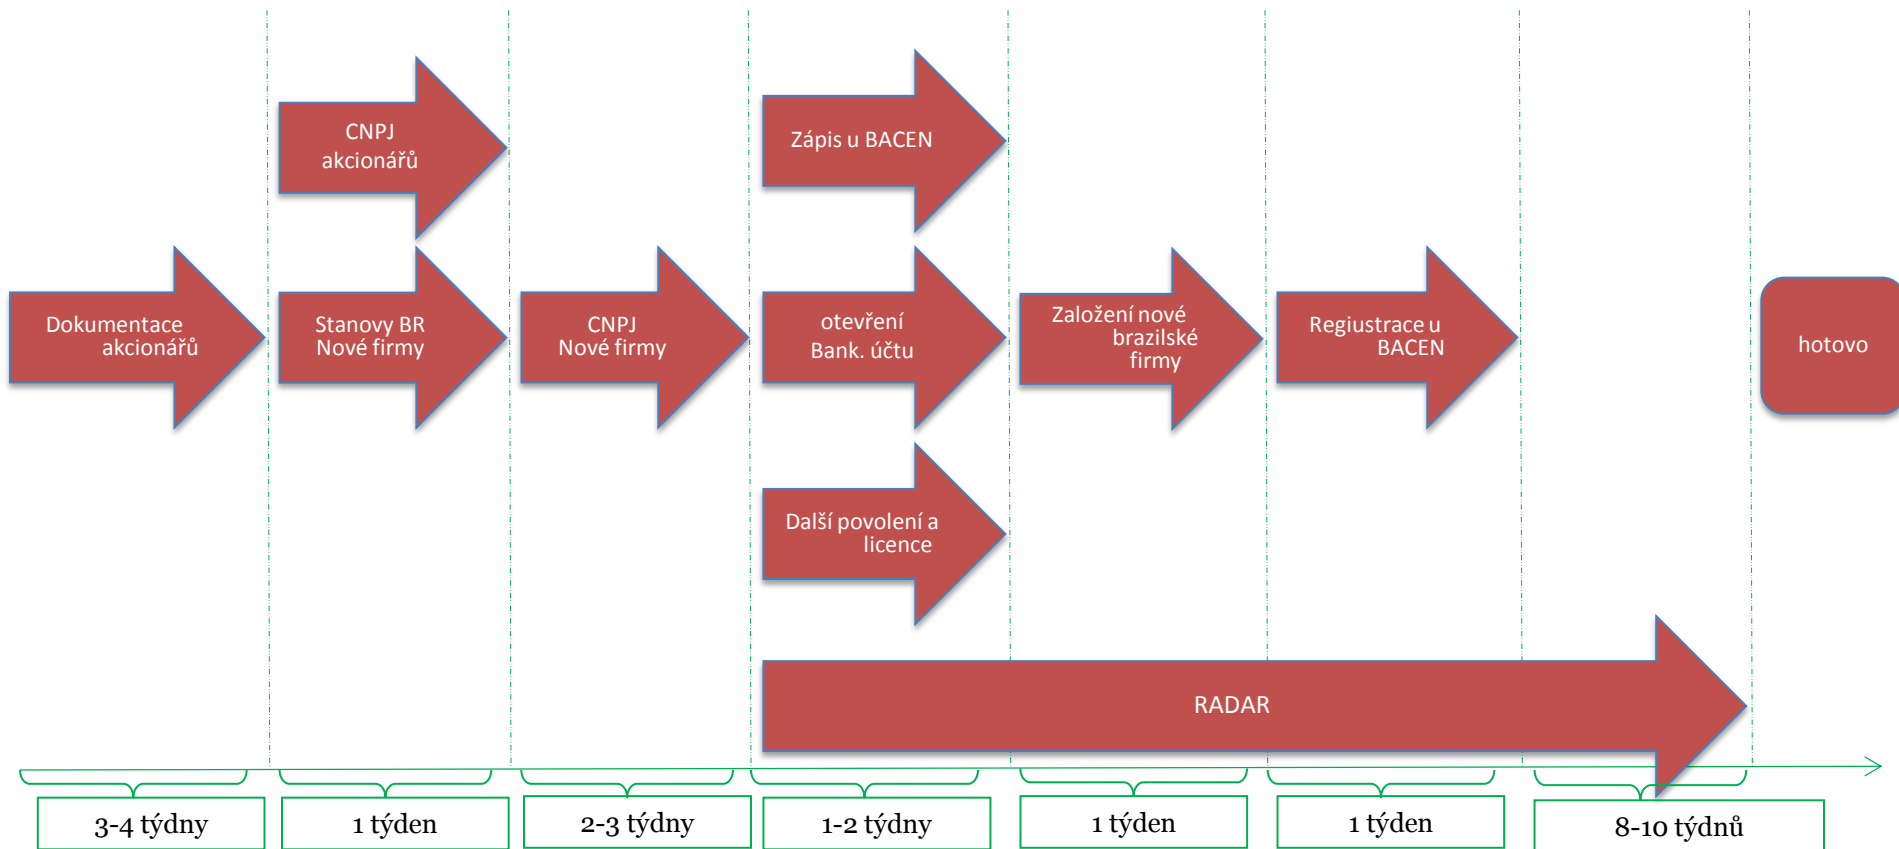 CNPJ
akcionářů
Zápis u BACEN
Dokumentace
akcionářů
Stanovy BR
Nové firmy
CNPJ
Nové firmy
otevření
Bank. účtu
Založení nové
brazilské
firmy
Regiustrace u
BACEN
hotovo
Další povolení a
licence
RADAR
3-4 týdny
1 týden
2-3 týdny
1-2 týdny
1 týden
1 týden
8-10 týdnů